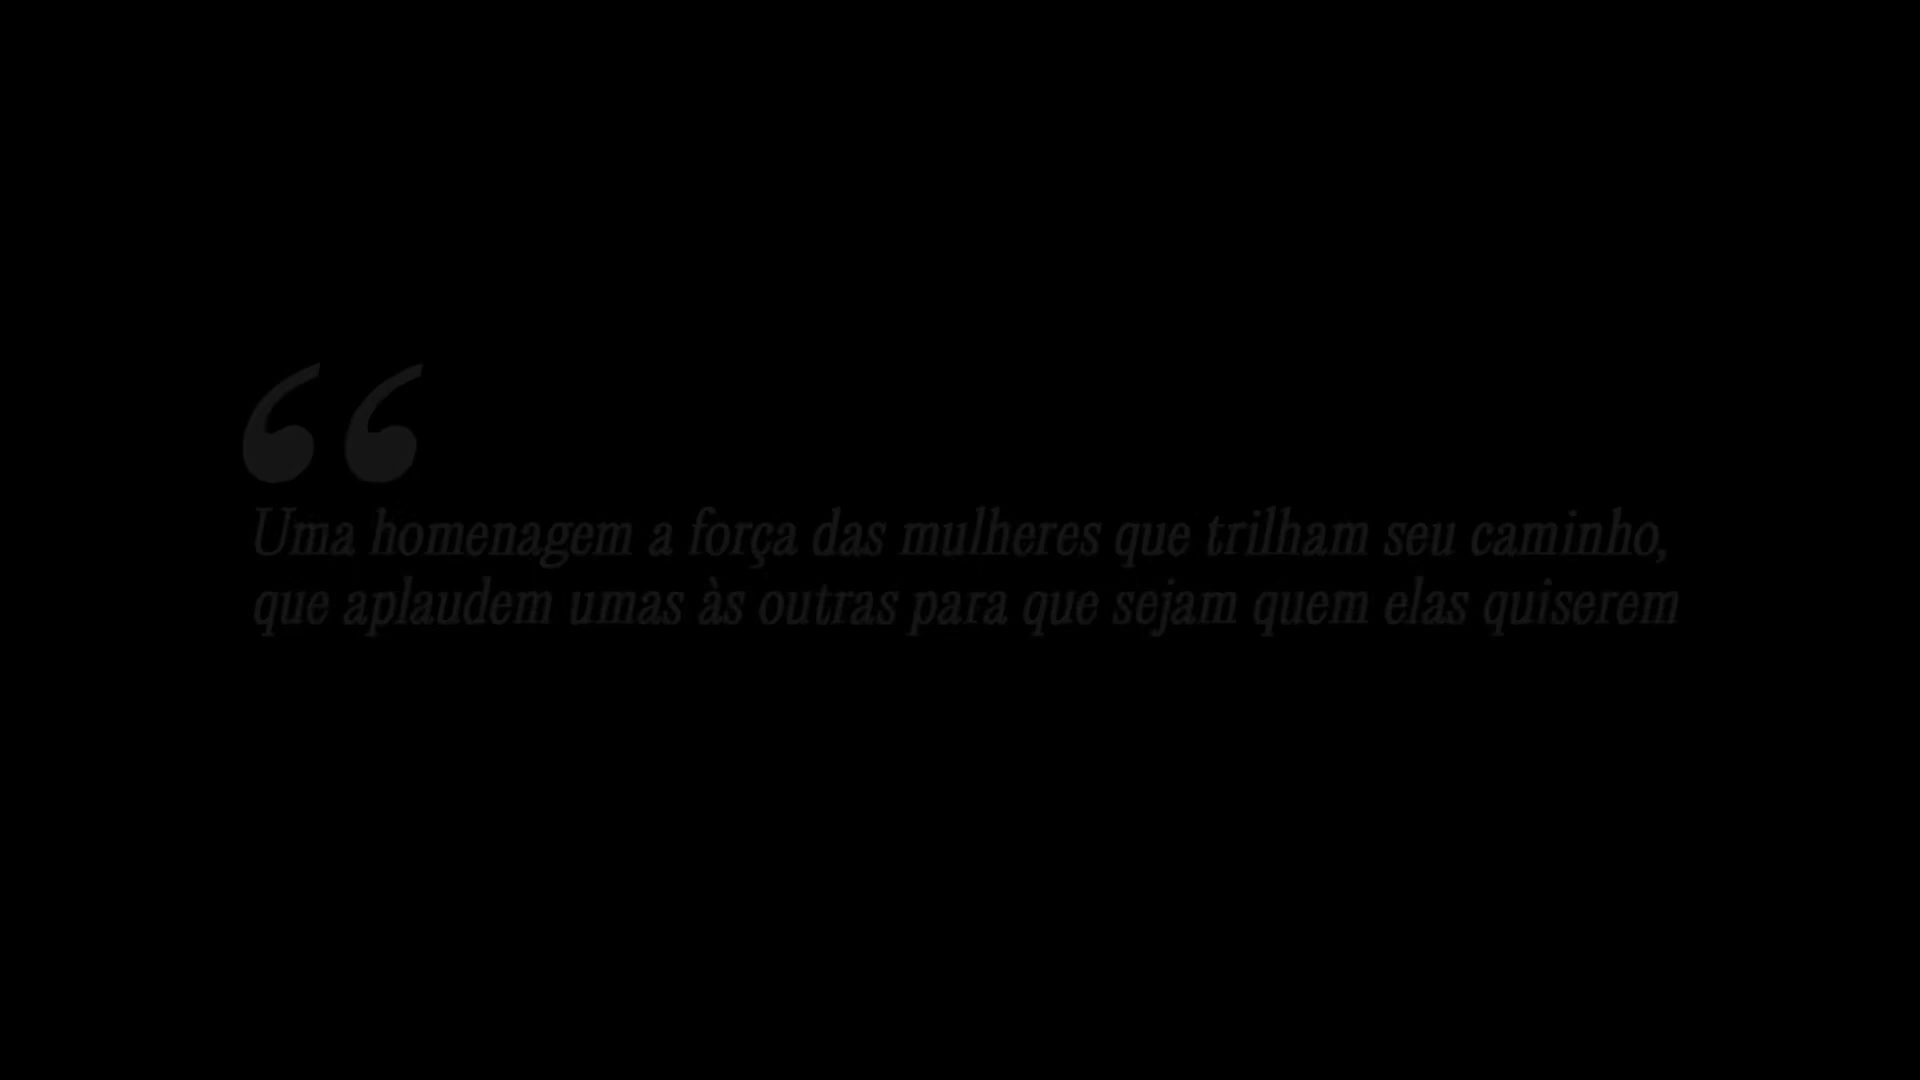 “
Uma homenagem a força das mulheres que trilham seu caminho,
que aplaudem umas às outras para que sejam quem elas quiserem